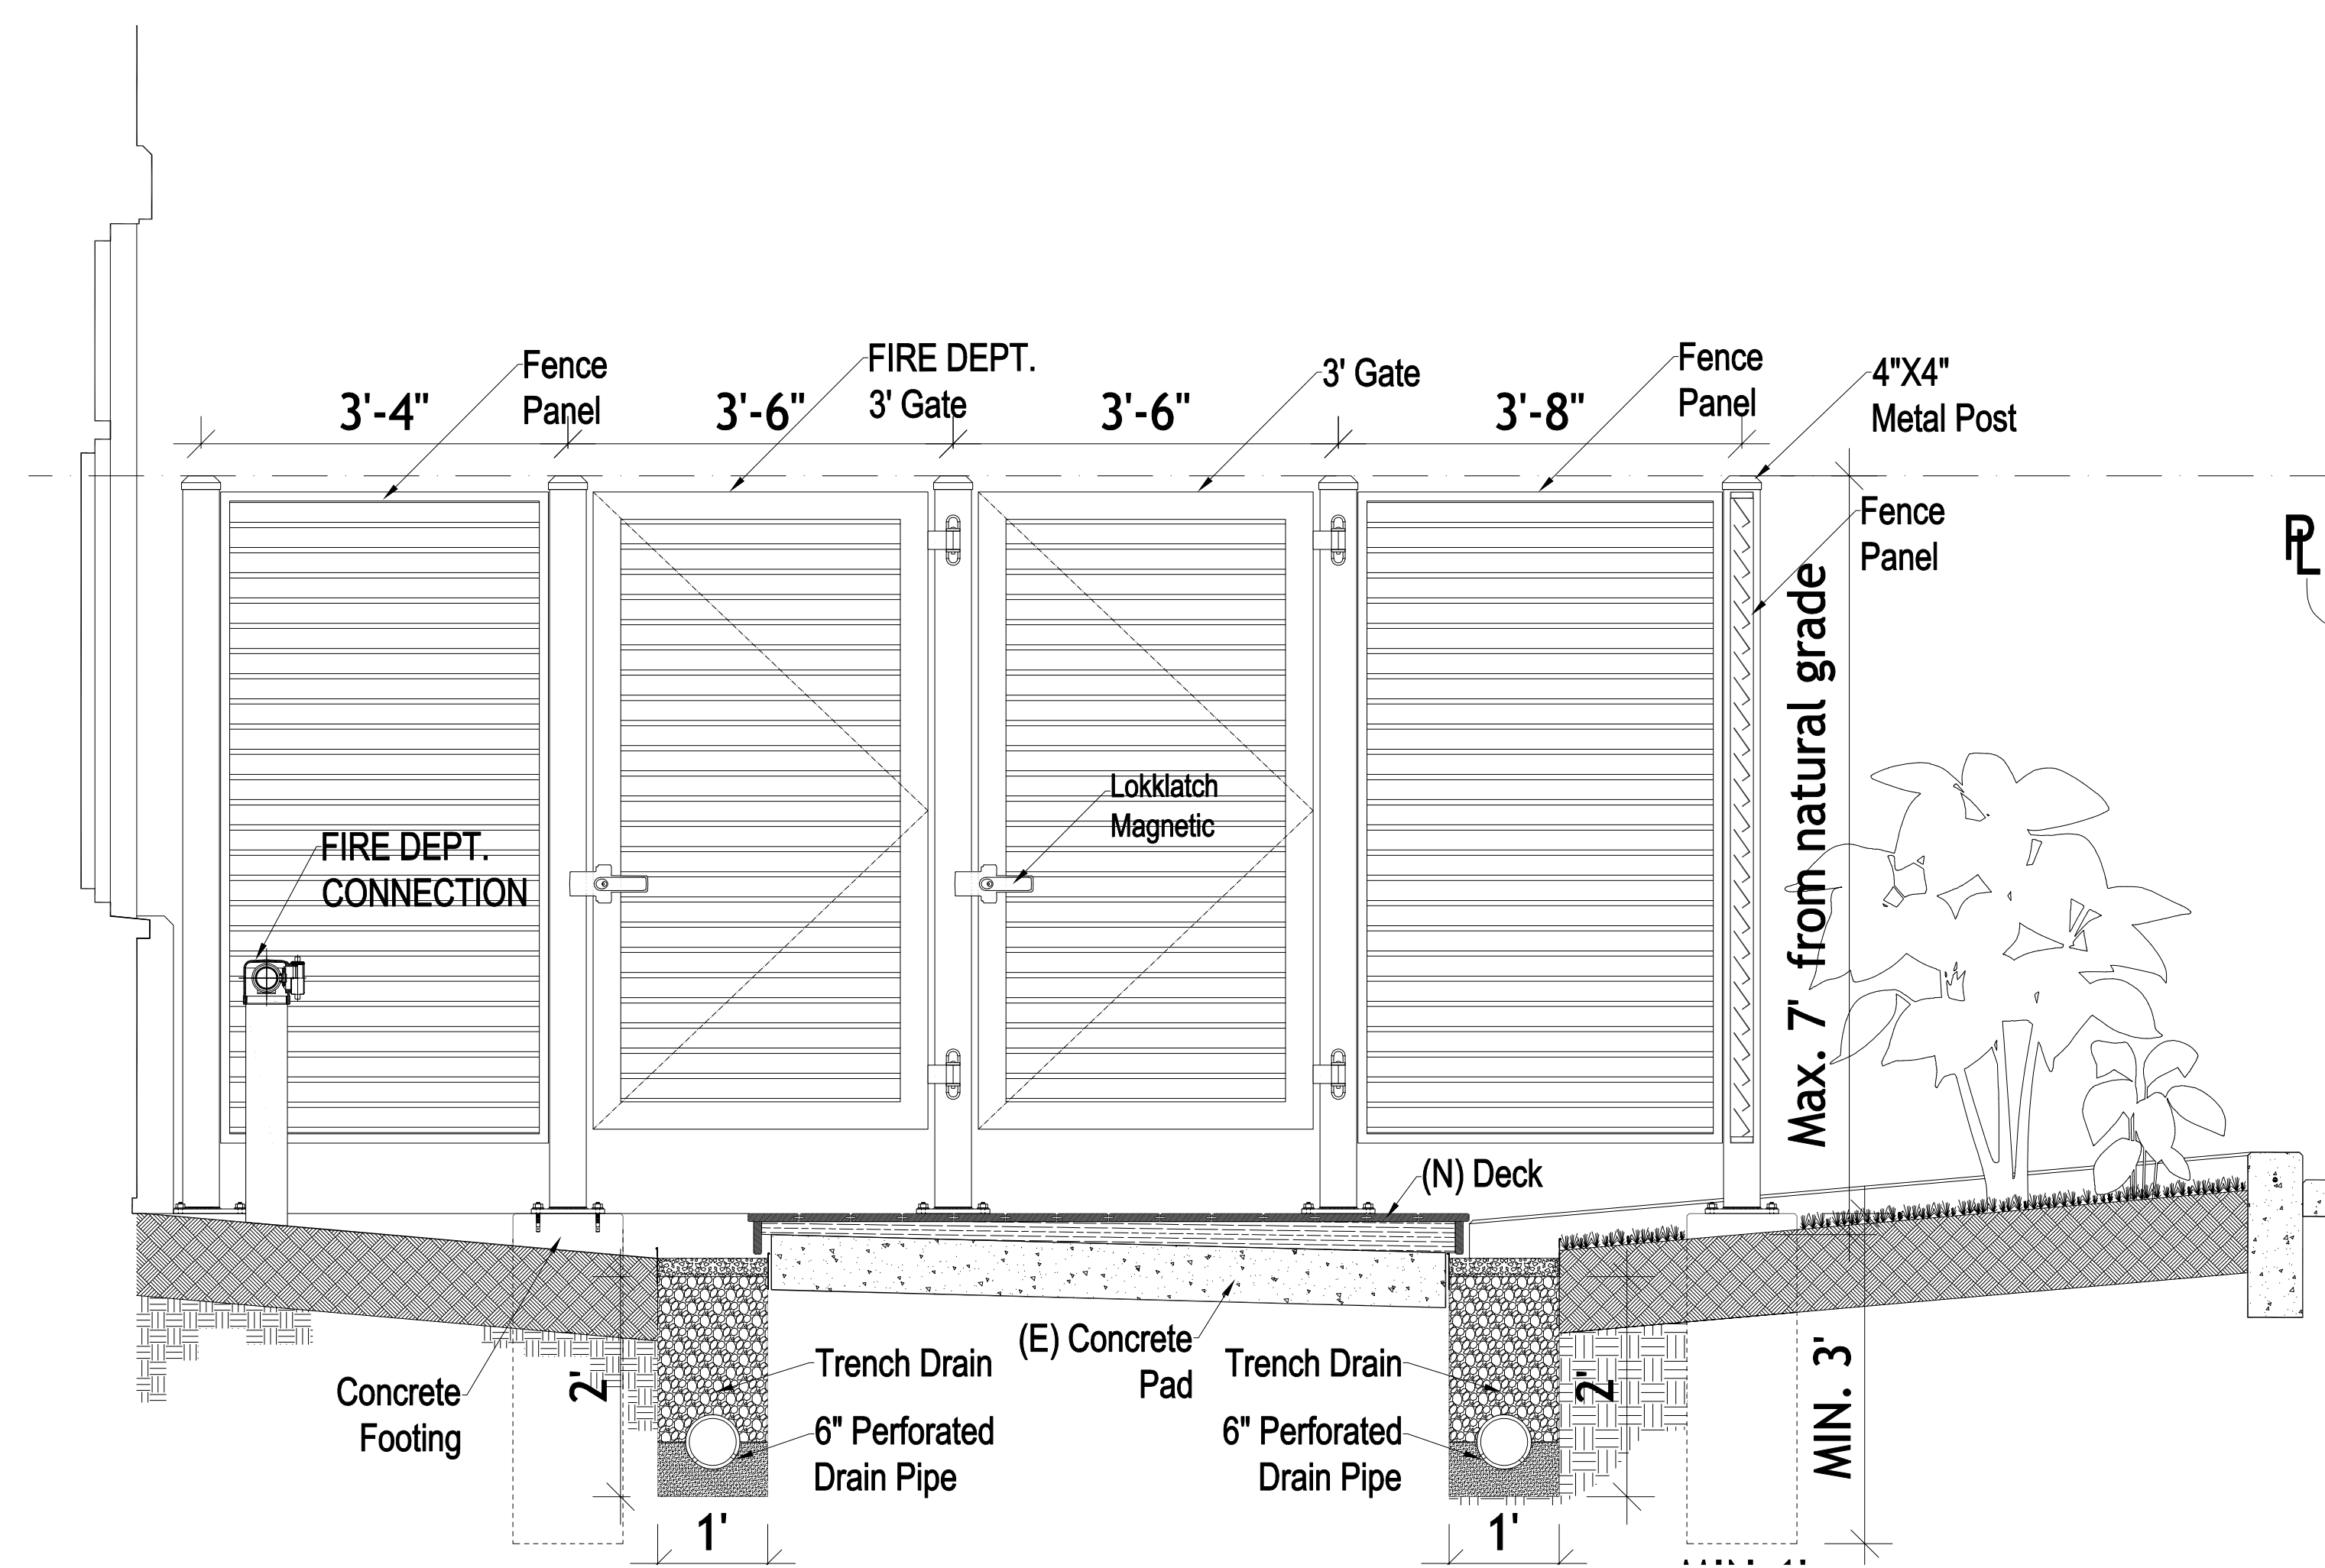 Fence
Panel
FIRE DEPT.
3' Gate
3' Gate
Fence
Panel
4"X4"
Metal Post
3'-4"
3'-6"
3'-6"
3'-8"
Fence
Panel
PL
Max. 7' from natural grade
Lokklatch
Magnetic
FIRE DEPT.
CONNECTION
(N) Deck
(E) Concrete
Pad
Trench Drain
Trench Drain
Concrete
Footing
2'
2'
MIN. 3'
6" Perforated
Drain Pipe
6" Perforated
Drain Pipe
1'
1'